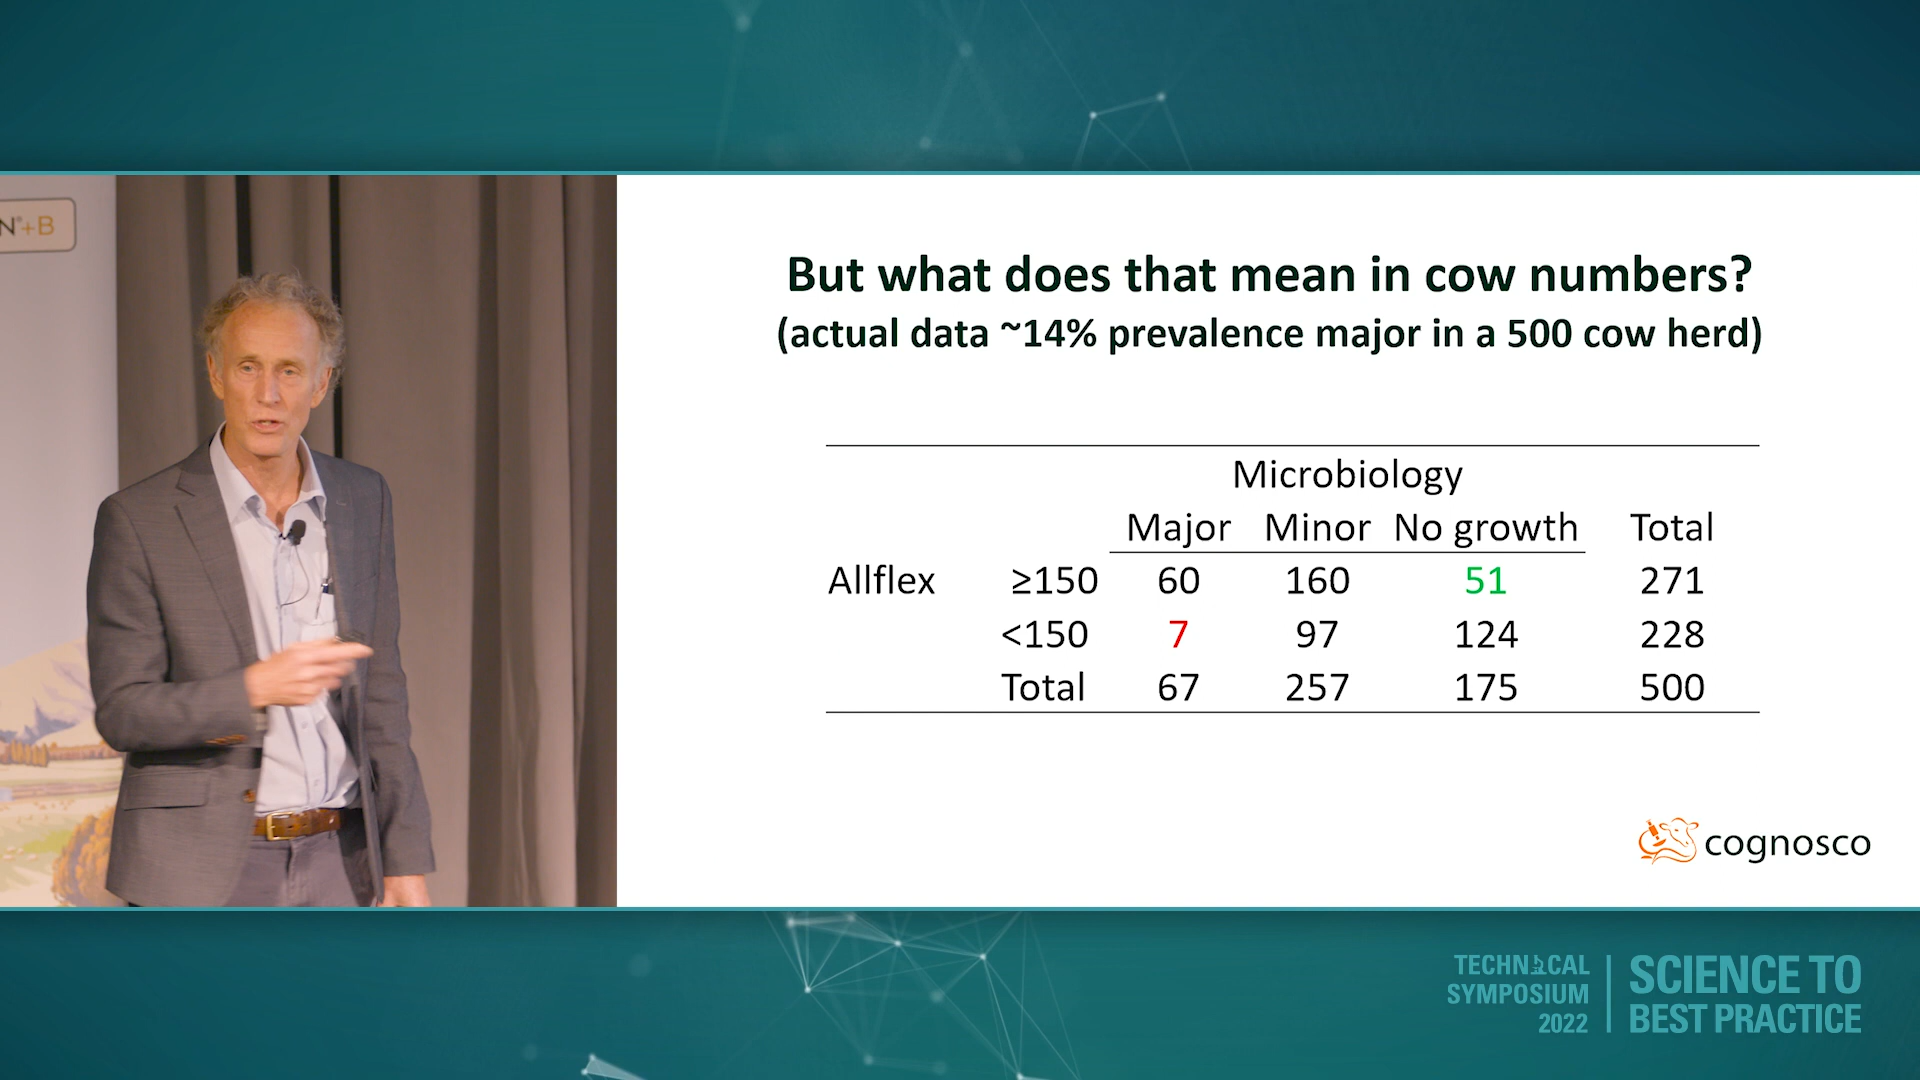 N®+B
But what does that mean in cow numbers?
(actual data ~14% prevalence major in a 500 cow herd)
Microbiology
Major Minor No growth Total
Allflex ≥150 60 160 51 271
<150 7 97 124 228
Total 67 257 175 500
cognosco
TECHNICAL
SYMPOSIUM
2022
SCIENCE TO
BEST PRACTICE